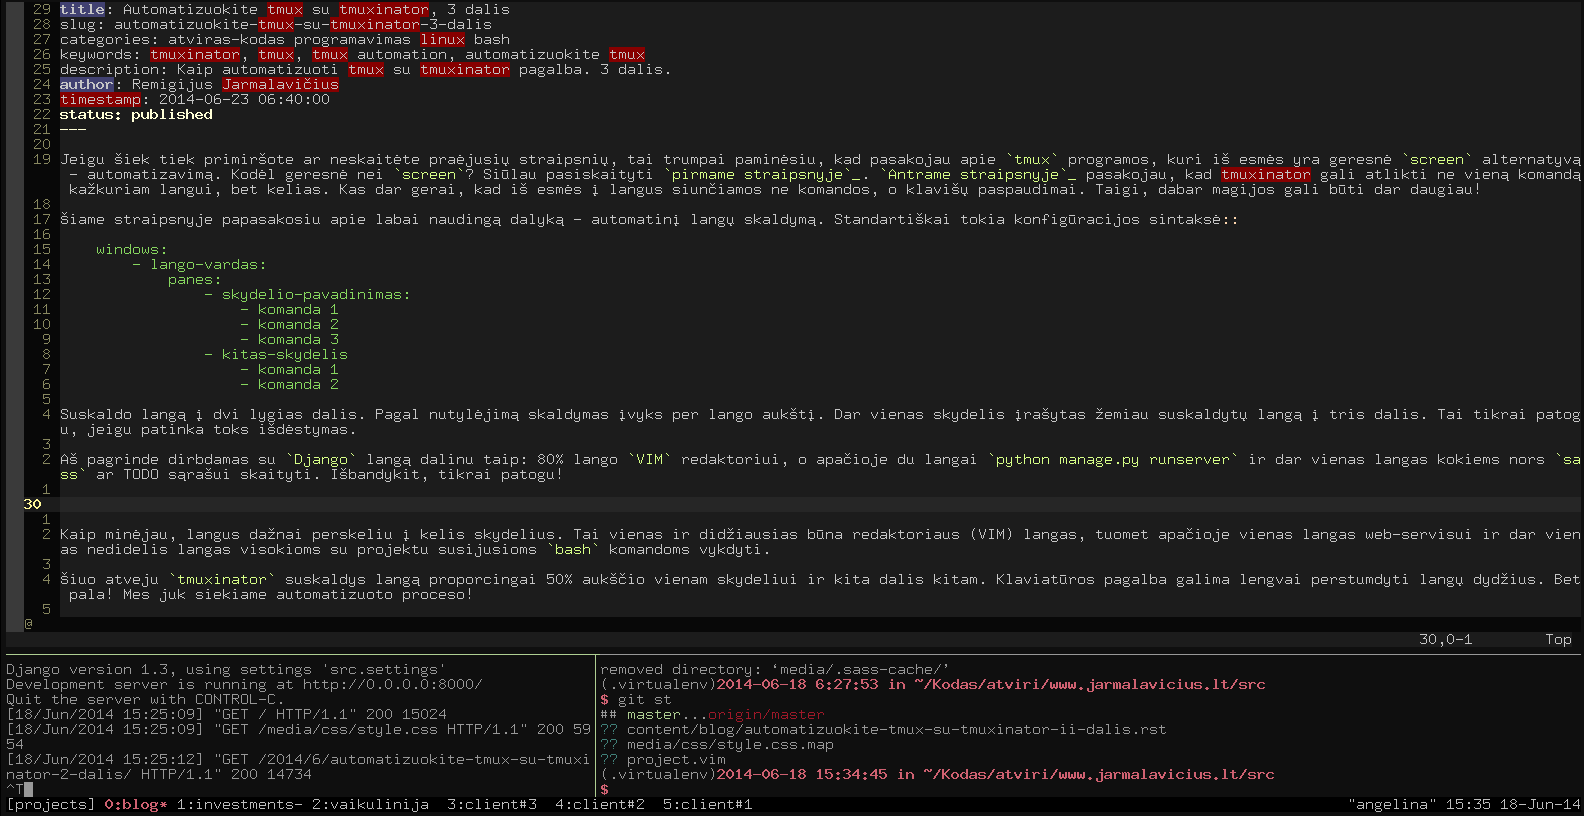 29 title: Automatizuokite tmux su tmuxinator, 3 dalis
28 slug: automatizuokite-tmux-su-tmuxinator-3-dalis
27 categories: atviras-kodas programavimas linux bash
26 keywords: tmuxinator, tmux, tmux automation, automatizuokite tmux
25 description: Kaip automatizuoti tmux su tmuxinator pagalba. 3 dalis.
24 author: Remigijus Jarmalavičius
23 timestamp: 2014-06-23 06:40:00
22 status: published
21 ---
20
19 Jeigu šiek tiek primiršote ar neskaitėte praėjusių straipsnių, tai trumpai paminėsiu, kad pasakojau apie `tmux` programos, kuri iš esmės yra geresnė `screen` alternatyva
- automatizavimą. Kodėl geresnė nei `screen`? Siūlau pasiskaityti `pirmame straipsnyje`_. `Antrame straipsnyje`_ pasakojau, kad tmuxinator gali atlikti ne vieną komandą
kažkuriam langui, bet kelias. Kas dar gerai, kad iš esmės į langus siunčiamos ne komandos, o klavišų paspaudimai. Taigi, dabar magijos gali būti dar daugiau!
18
17 Šiame straipsnyje papasakosiu apie labai naudingą dalyką - automatinį langų skaldymą. Standartiškai tokia konfigūracijos sintaksė::
16
15 windows:
14 - lango-vardas:
13 panes:
12 - skydelio-pavadinimas:
11 - komanda 1
10 - komanda 2
9 - komanda 3
8 - kitas-skydelis
7 - komanda 1
6 - komanda 2
5
4 Suskaldo langą į dvi lygias dalis. Pagal nutylėjimą skaldymas įvyks per lango aukštį. Dar vienas skydelis įrašytas žemiau suskaldytų langą į tris dalis. Tai tikrai patog
u, jeigu patinka toks išdėstymas.
3
2 Aš pagrinde dirbdamas su `Django` langą dalinu taip: 80% lango `VIM` redaktoriui, o apačioje du langai `python manage.py runserver` ir dar vienas langas kokiems nors `sa
ss` ar TODO sąrašui skaityti. Išbandykit, tikrai patogu!
1
30
1
2 Kaip minėjau, langus dažnai perskeliu į kelis skydelius. Tai vienas ir didžiausias būna redaktoriaus (VIM) langas, tuomet apačioje vienas langas web-servisui ir dar vien
as nedidelis langas visokioms su projektu susijusioms `bash` komandoms vykdyti.
3
4 Šiuo atveju `tmuxinator` suskaldys langą proporcingai 50% aukščio vienam skydeliui ir kita dalis kitam. Klaviatūros pagalba galima lengvai perstumdyti langų dydžius. Bet
pala! Mes juk siekiame automatizuoto proceso!
5
@
30,0-1 Top
Django version 1.3, using settings 'src.settings'
Development server is running at http://0.0.0.0:8000/
Quit the server with CONTROL-C.
[18/Jun/2014 15:25:09] "GET / HTTP/1.1" 200 15024
[18/Jun/2014 15:25:09] "GET /media/css/style.css HTTP/1.1" 200 59
54
[18/Jun/2014 15:25:12] "GET /2014/6/automatizuokite-tmux-su-tmuxi
nator-2-dalis/ HTTP/1.1" 200 14734
^T
removed directory: ‘media/.sass-cache/’
(.virtualenv)2014-06-18 6:27:53 in ~/Kodas/atviri/www.jarmalavicius.lt/src
$ git st
## master...origin/master
?? content/blog/automatizuokite-tmux-su-tmuxinator-ii-dalis.rst
?? media/css/style.css.map
?? project.vim
(.virtualenv)2014-06-18 15:34:45 in ~/Kodas/atviri/www.jarmalavicius.lt/src
$
[projects] 0:blog* 1:investments- 2:vaikulinija 3:client#3 4:client#2 5:client#1 "angelina" 15:35 18-Jun-14